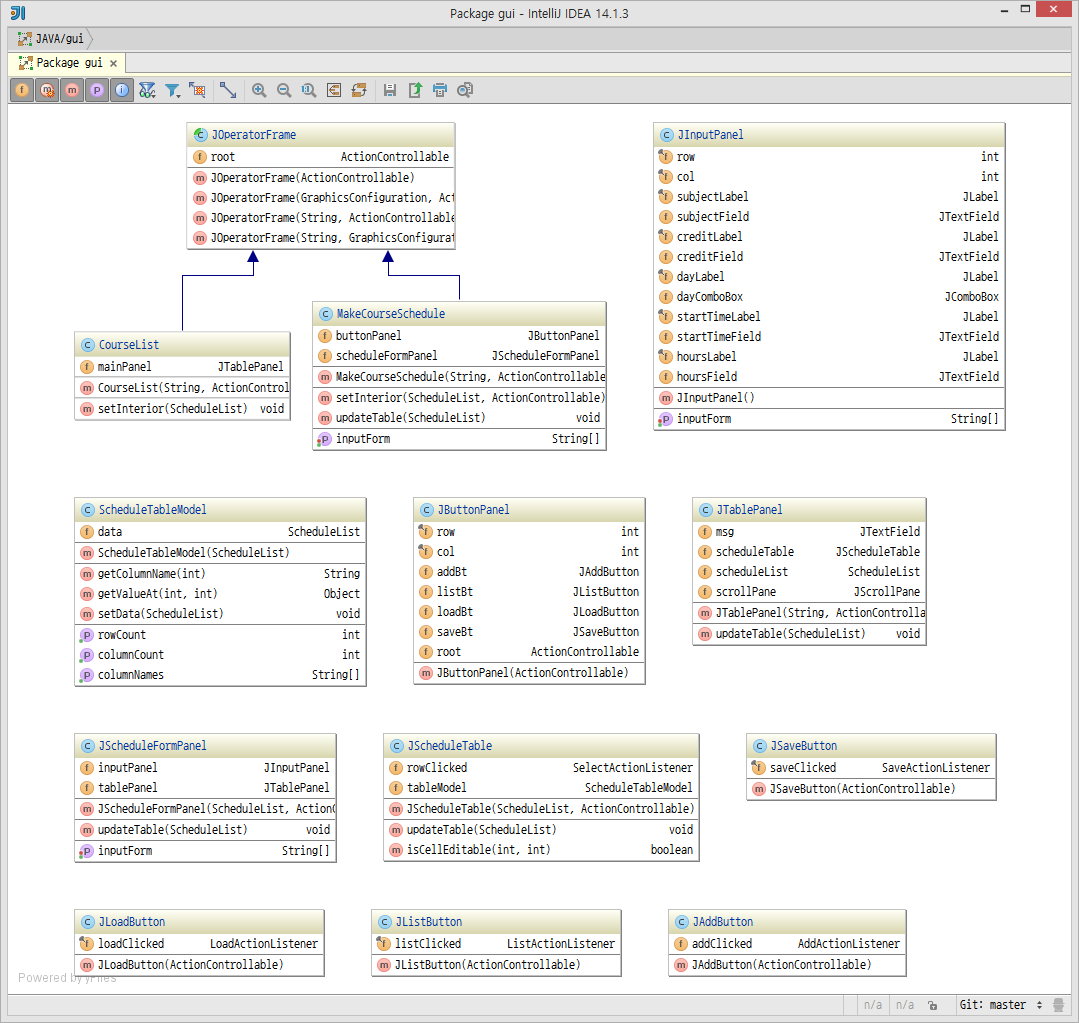 Package gui - IntelliJ IDEA 14.1.3
JAVA/gui
Package gui
JOperatorFrame
root ActionControllable
JOperatorFrame(ActionControllable)
JOperatorFrame(GraphicsConfiguration, Act
JOperatorFrame(String, ActionControllable
JOperatorFrame(String, GraphicsConfigurat
JInputPanel
row int
col int
subjectLabel JLabel
subjectField JTextField
creditLabel JLabel
creditField JTextField
dayLabel JLabel
dayComboBox JComboBox
startTimeLabel JLabel
startTimeField JTextField
hoursLabel JLabel
hoursField JTextField
JInputPanel()
inputForm String[]
CourseList
mainPanel JTablePanel
CourseList(String, ActionControl
setInterior(ScheduleList) void
MakeCourseSchedule
buttonPanel JButtonPanel
scheduleFormPanel JScheduleFormPanel
MakeCourseSchedule(String, ActionControllable
setInterior(ScheduleList, ActionControllable)
updateTable(ScheduleList) void
inputForm String[]
ScheduleTableModel
data ScheduleList
ScheduleTableModel(ScheduleList)
getColumnName(int) String
getValueAt(int, int) Object
setData(ScheduleList) void
rowCount int
columnCount int
columnNames String[]
JButtonPanel
row int
col int
addBt JAddButton
listBt JListButton
loadBt JLoadButton
saveBt JSaveButton
root ActionControllable
JButtonPanel(ActionControllable)
JTablePanel
msg JTextField
scheduleTable JScheduleTable
scheduleList ScheduleList
scrollPane JScrollPane
JTablePanel(String, ActionControlla
updateTable(ScheduleList) void
JScheduleFormPanel
inputPanel JInputPanel
tablePanel JTablePanel
JScheduleFormPanel(ScheduleList, ActionC
updateTable(ScheduleList) void
inputForm String[]
JScheduleTable
rowClicked SelectActionListener
tableModel ScheduleTableModel
JScheduleTable(ScheduleList, ActionControllable)
updateTable(ScheduleList) void
isCellEditable(int, int) boolean
JSaveButton
saveClicked SaveActionListener
JSaveButton(ActionControllable)
JLoadButton
loadClicked LoadActionListener
JLoadButton(ActionControllable)
JListButton
listClicked ListActionListener
JListButton(ActionControllable)
JAddButton
addClicked AddActionListener
JAddButton(ActionControllable)
Powered by yFiles
n/a n/a Git: master